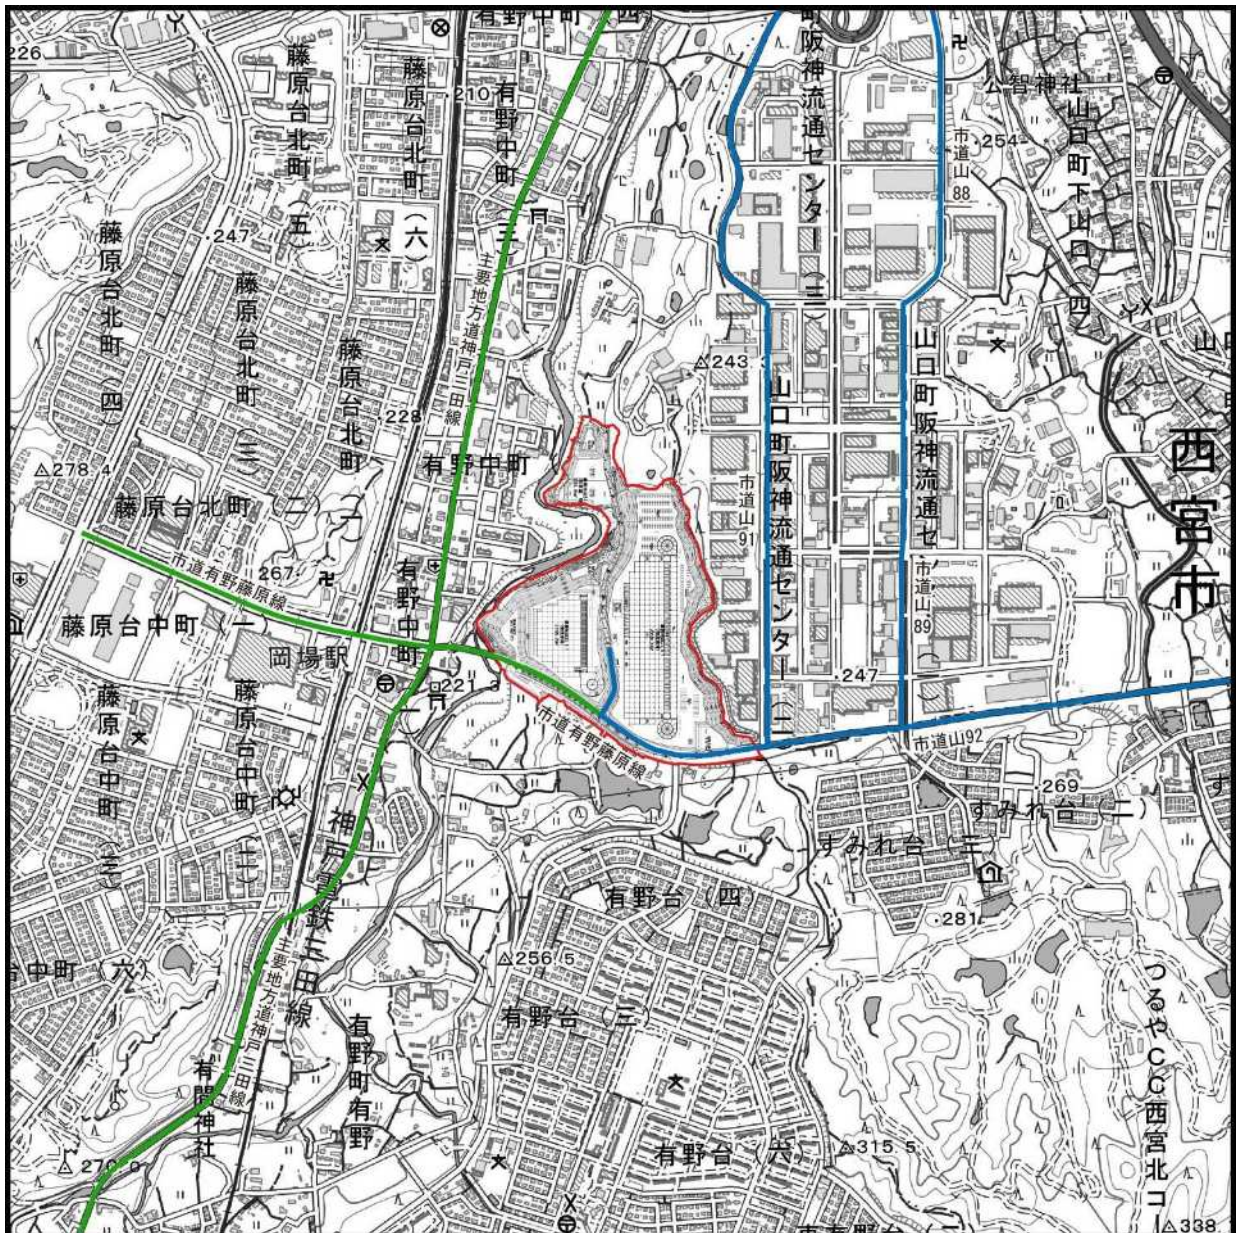 有野中町 四
226
藤原台北町（五）
藤原台北町（六）
・210
有野中町（三）
阪神流通センター（三）
公智神社
山口町下山口（四）
市道山88
・254
・247
藤原台北町（四）
藤原台北町（三）
藤原台北町
主要地方道神戸三田線
△243.3
山口
山口町阪神流通センター（二）
山口町阪神流通セ
西宮市
・228
有野中町
△278.4
藤原台北町（二）
市道山91
市道有野藤原線
267
有野中町
市道山89
藤原台中町（一）
岡場駅
221.3
・247
市道有野藤原線
市道山92
藤原台中町（三）
藤原台中町（二）
・269
すみれ台（二）
すみれ台（三）
神戸電鉄三田線
有野台（四）
・281
台中町（六）
△256.5
主要地方道神戸三田線
有野台（三）
有野町有野
有間神社
つるやCC西宮北コー
△270.0
有野台（六）
△315.5
有野台（二
△338.